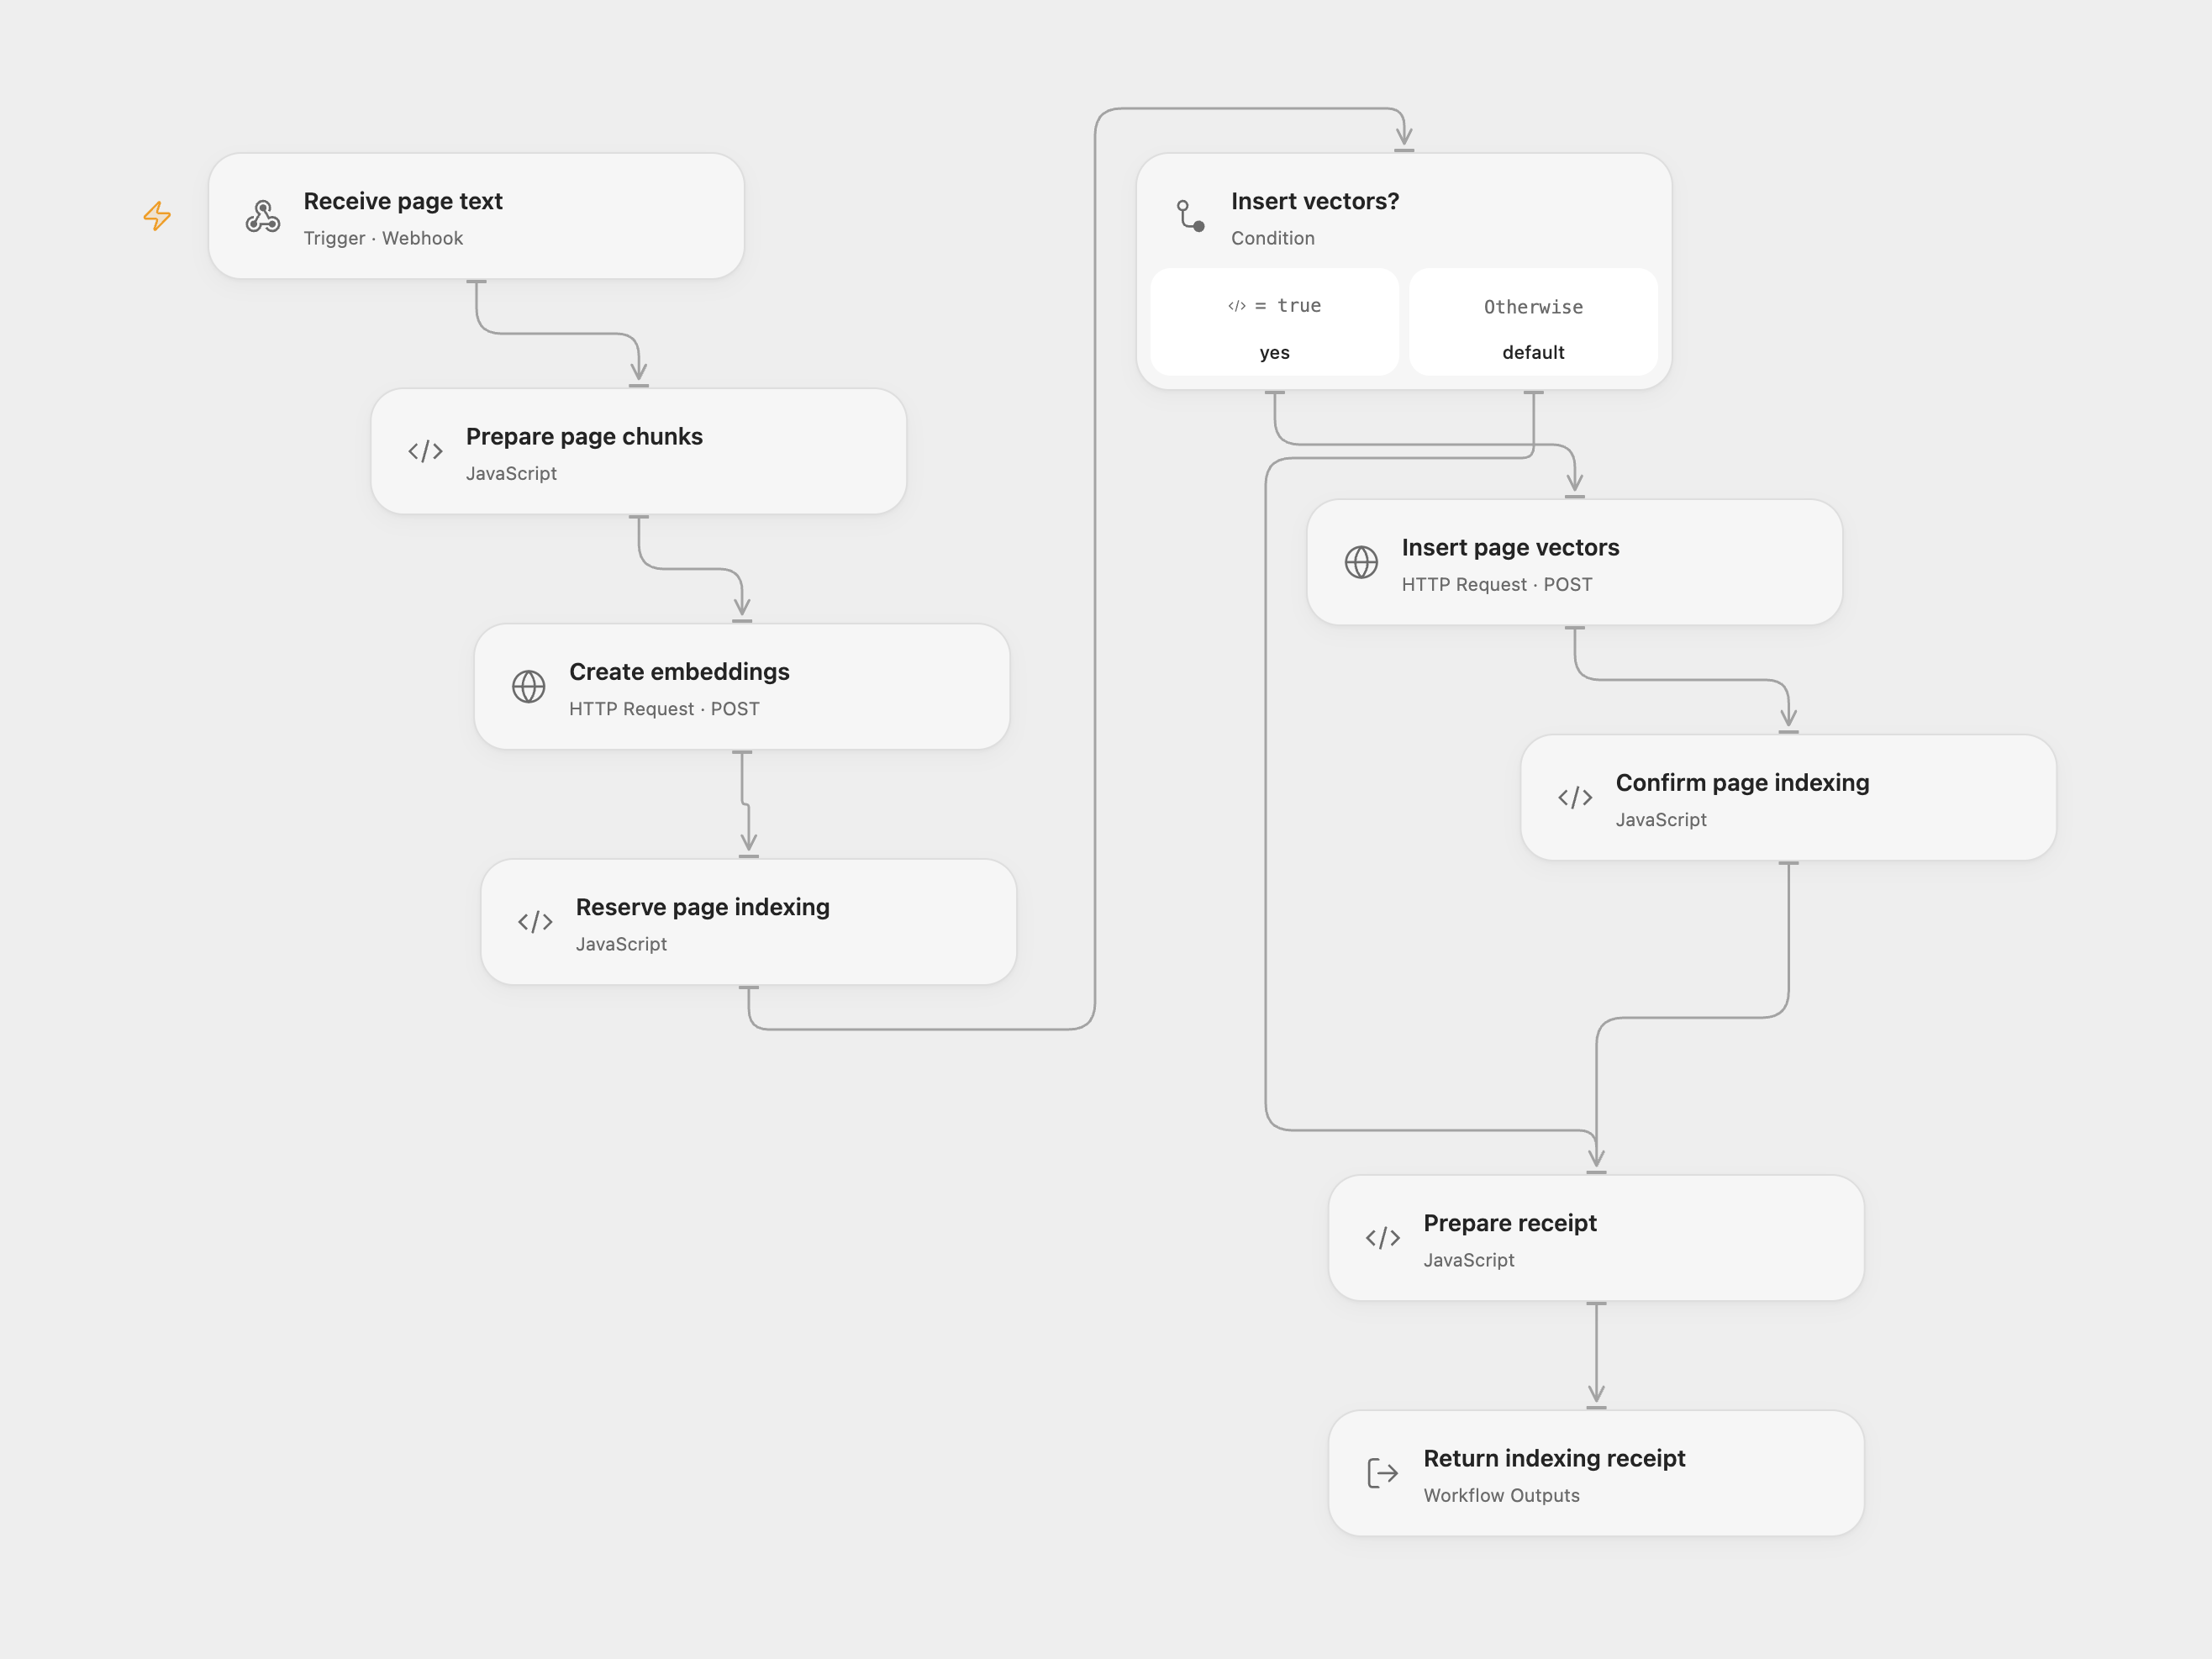 Receive page text
Trigger · Webhook
Prepare page chunks
JavaScript
Create embeddings
HTTP Request · POST
Reserve page indexing
JavaScript
Insert vectors?
Condition
</> = true
yes
Otherwise
default
Insert page vectors
HTTP Request · POST
Confirm page indexing
JavaScript
Prepare receipt
JavaScript
Return indexing receipt
Workflow Outputs